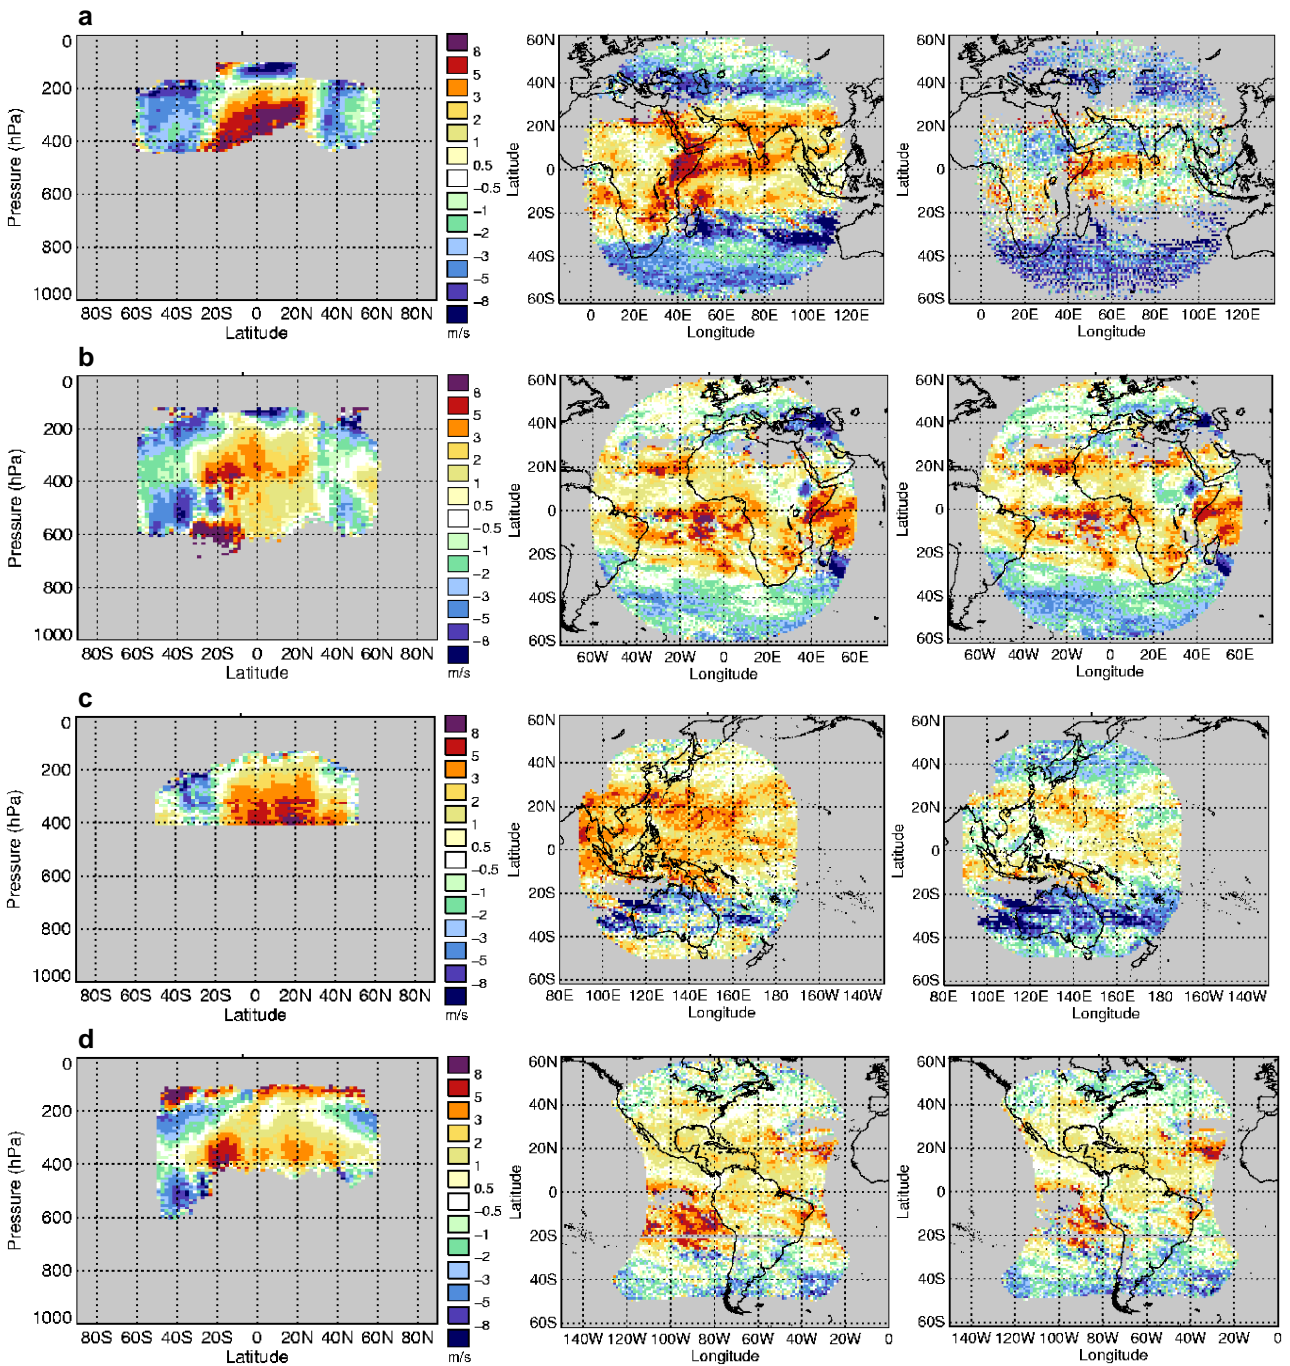 a
0
200
400
600
800
1000
Pressure (hPa)
80S 60S 40S 20S 0 20N 40N 60N 80N
Latitude
8
5
3
2
1
0.5
−0.5
−1
−2
−3
−5
−8
m/s
60N
40N
20N
0
20S
40S
60S
Latitude
0 20E 40E 60E 80E 100E 120E
Longitude
60N
40N
20N
0
20S
40S
60S
Latitude
0 20E 40E 60E 80E 100E 120E
Longitude
b
0
200
400
600
800
1000
Pressure (hPa)
80S 60S 40S 20S 0 20N 40N 60N 80N
Latitude
8
5
3
2
1
0.5
−0.5
−1
−2
−3
−5
−8
m/s
60N
40N
20N
0
20S
40S
60S
Latitude
60W 40W 20W 0 20E 40E 60E
Longitude
60N
40N
20N
0
20S
40S
60S
Latitude
60W 40W 20W 0 20E 40E 60E
Longitude
c
0
200
400
600
800
1000
Pressure (hPa)
80S 60S 40S 20S 0 20N 40N 60N 80N
Latitude
8
5
3
2
1
0.5
−0.5
−1
−2
−3
−5
−8
m/s
60N
40N
20N
0
20S
40S
60S
Latitude
80E 100E 120E 140E 160E 180 160W 140W
Longitude
60N
40N
20N
0
20S
40S
60S
Latitude
80E 100E 120E 140E 160E 180 160W 140W
Longitude
d
0
200
400
600
800
1000
Pressure (hPa)
80S 60S 40S 20S 0 20N 40N 60N 80N
Latitude
8
5
3
2
1
0.5
−0.5
−1
−2
−3
−5
−8
m/s
60N
40N
20N
0
20S
40S
60S
Latitude
140W 120W 100W 80W 60W 40W 20W 0
Longitude
60N
40N
20N
0
20S
40S
60S
Latitude
140W 120W 100W 80W 60W 40W 20W 0
Longitude